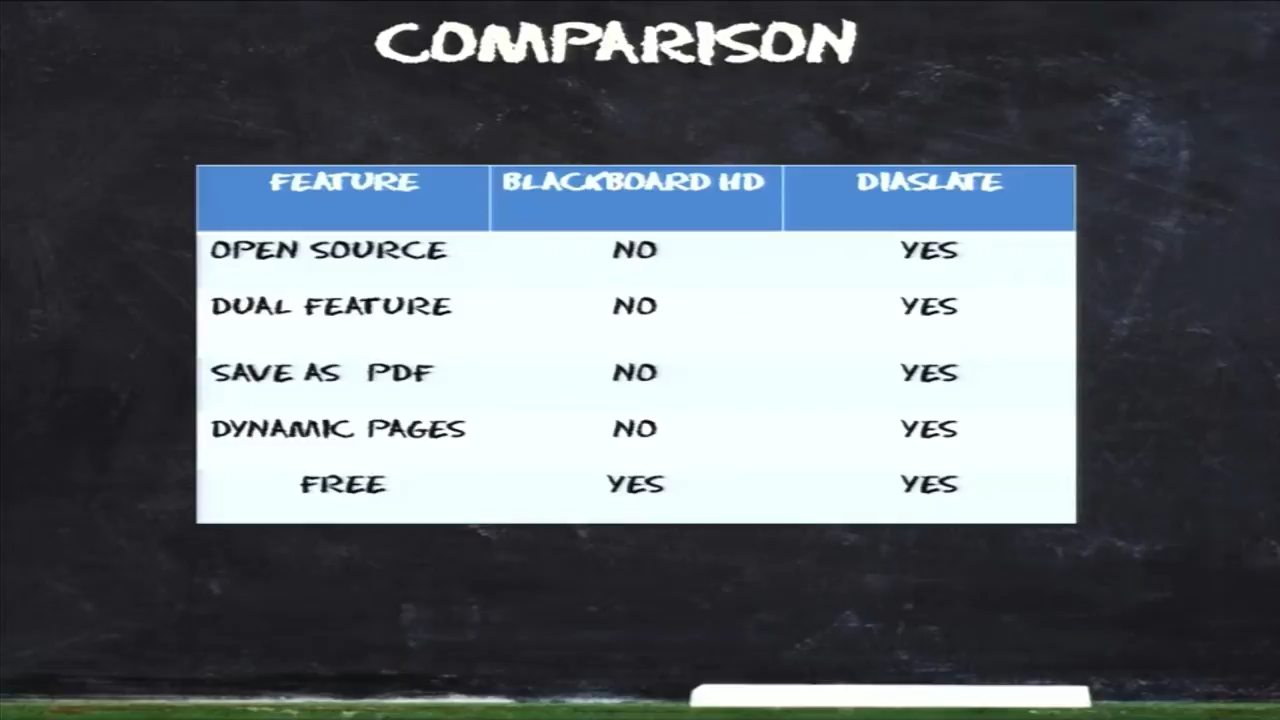 COMPARISON
FEATURE BLACKBOARD HD DIASLATE
OPEN SOURCE NO YES
DUAL FEATURE NO YES
SAVE AS PDF NO YES
DYNAMIC PAGES NO YES
FREE YES YES